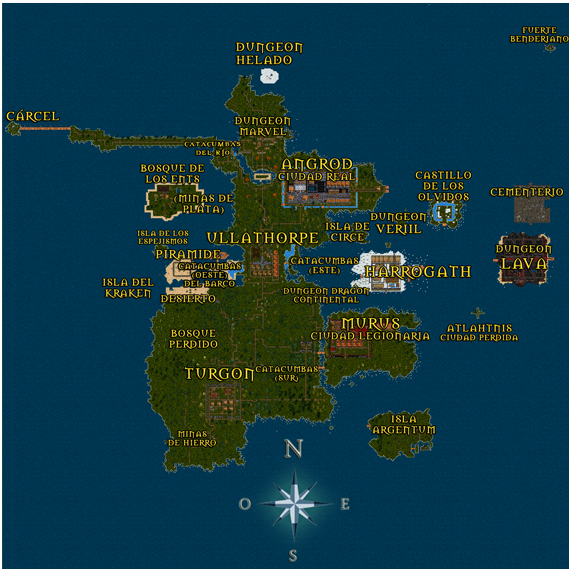 FUERTE
BENDERIANO
DUNGEON
HELADO
CÁRCEL
DUNGEON
MARVEL
CATACUMBAS
DEL RÍO
ANGROD
CIUDAD REAL
BOSQUE DE
LOS ENTS
(MINAS DE
PLATA)
CASTILLO
DE LOS
OLVIDOS
CEMENTERIO
DUNGEON
VERIIL
ISLA DE
CIRCE
ISLA DE LOS
ESPEJISMOS
ULLATHORPE
PIRAMIDE
CATACUMBAS
(OESTE)
DEL BARCO
CATACUMBAS
(ESTE)
HARROGATH
DUNGEON
LAVA
ISLA DEL
KRAKEN
DESIERTO
DUNGEON DRAGON
CONTINENTAL
BOSQUE
PERDIDO
MURUS
CIUDAD LEGIONARIA
ATLAHTNIS
CIUDAD PERDIDA
TURGON
CATACUMBAS
(SUR)
ISLA
ARGENTUM
MINAS
DE HIERRO
N
O
E
S